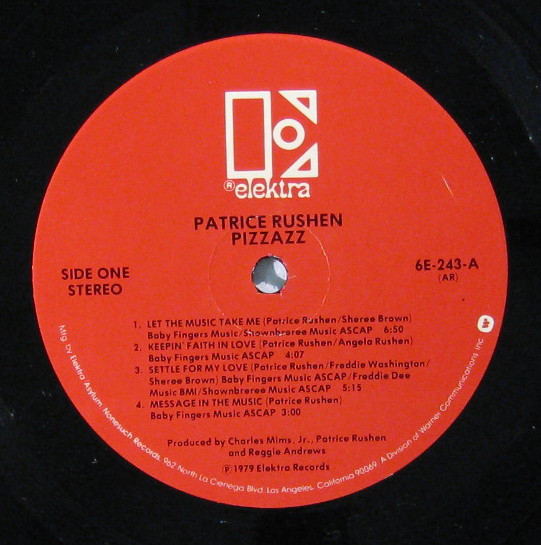 ® elektra
PATRICE RUSHEN
PIZZAZZ
SIDE ONE
STEREO
6E-243-A
(AR)
1. LET THE MUSIC TAKE ME (Patrice Rushen/Sheree Brown)
Baby Fingers Music/Shownbreree Music ASCAP 6:50
2. KEEPIN' FAITH IN LOVE (Patrice Rushen/Angela Rushen)
Baby Fingers Music ASCAP 4:07
3. SETTLE FOR MY LOVE (Patrice Rushen/Freddie Washington/
Sheree Brown) Baby Fingers Music ASCAP/Freddie Dee
Music BMI/Shownbreree Music ASCAP 5:15
4. MESSAGE IN THE MUSIC (Patrice Rushen)
Baby Fingers Music ASCAP 3:00
Produced by Charles Mims, Jr., Patrice Rushen
and Reggie Andrews
℗ 1979 Elektra Records
Mfg. by Elektra/Asylum/Nonesuch Records, 962 North La Cienega Blvd. Los Angeles, California 90069. A Division of Warner Communications Inc.